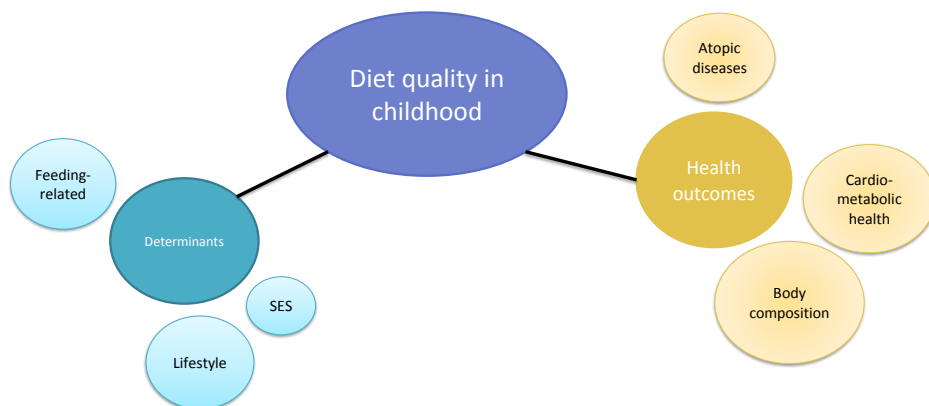 Diet quality in
childhood
Atopic
diseases
Health
outcomes
Cardio-
metabolic
health
Body
composition
Feeding-
related
Determinants
SES
Lifestyle